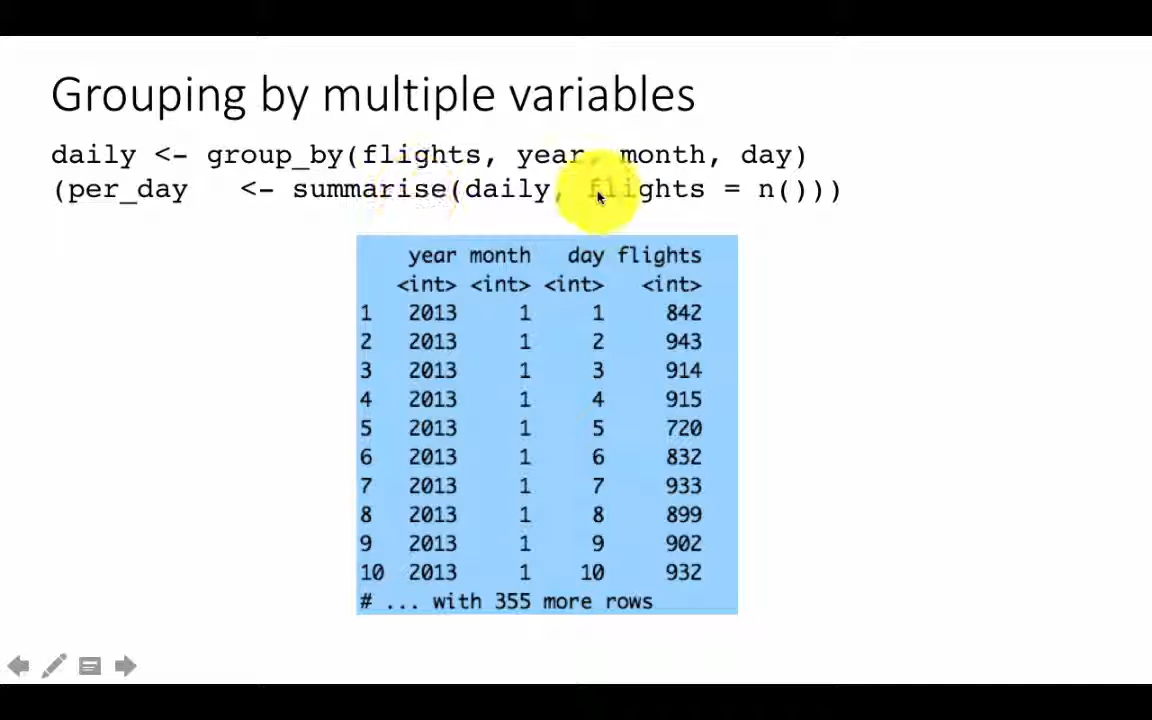 Grouping by multiple variables
daily <- group_by(flights, year, month, day)
(per_day <- summarise(daily, flights = n()))
year month day flights
<int> <int> <int> <int>
1 2013 1 1 842
2 2013 1 2 943
3 2013 1 3 914
4 2013 1 4 915
5 2013 1 5 720
6 2013 1 6 832
7 2013 1 7 933
8 2013 1 8 899
9 2013 1 9 902
10 2013 1 10 932
# ... with 355 more rows